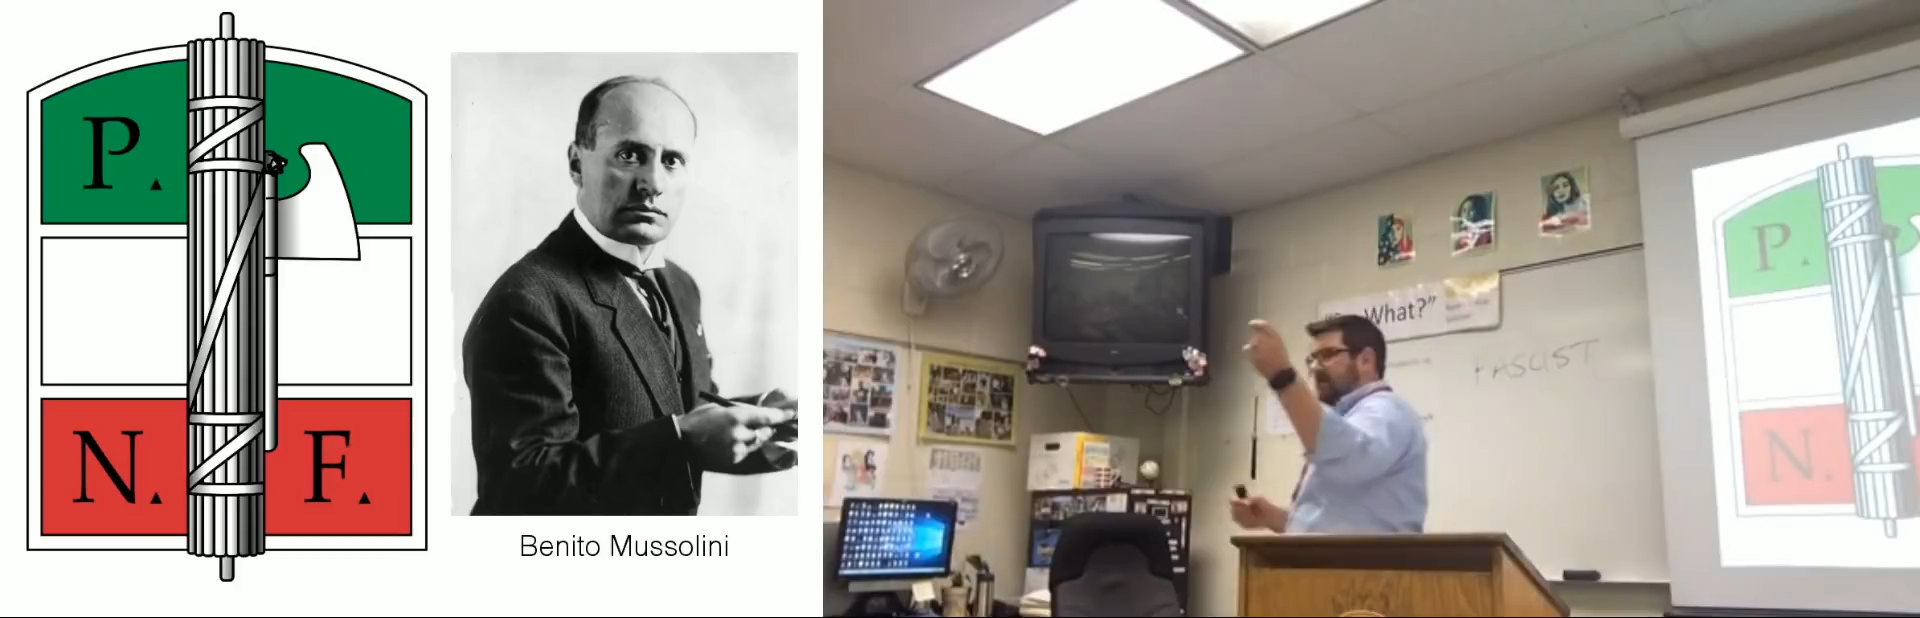 P.
N. F.
Benito Mussolini
What?"
FASCIST
P.
N.